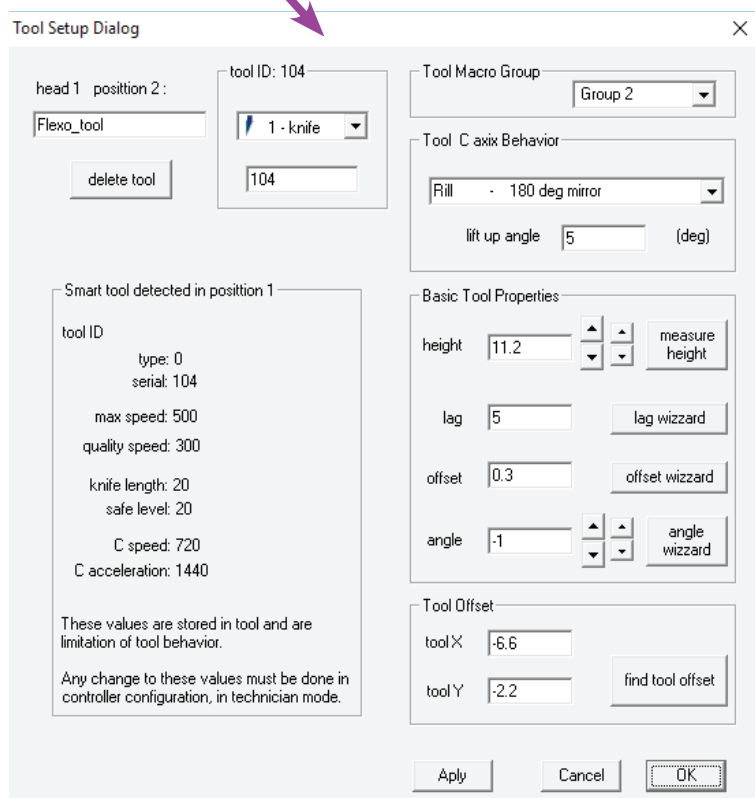 Tool Setup Dialog
head 1 posittion 2 :
Flexo_tool
delete tool
tool ID: 104
1 - knife
104
Tool Macro Group
Group 2
Tool C axix Behavior
Rill - 180 deg mirror
lift up angle 5 (deg)
Smart tool detected in posittion 1
tool ID
type: 0
serial: 104
max speed: 500
quality speed: 300
knife length: 20
safe level: 20
C speed: 720
C acceleration: 1440
These values are stored in tool and are
limitation of tool behavior.
Any change to these values must be done in
controller configuration, in technician mode.
Basic Tool Properties
height 11.2 measure
height
lag 5 lag wizzard
offset 0.3 offset wizzard
angle -1 angle
wizzard
Tool Offset
tool X -6.6
tool Y -2.2
find tool offset
Aply Cancel OK